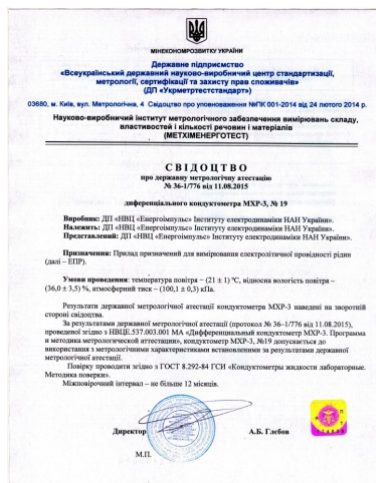 МІНЕКОНОМРОЗВИТКУ УКРАЇНИ
Державне підприємство
«Всеукраїнський державний науково-виробничий центр стандартизації,
метрології, сертифікації та захисту прав споживачів»
(ДП «Укрметртестстандарт»)
03680, м. Київ, вул. Метрологічна, 4 Свідоцтво про уповноваження №ПК 001-2014 від 24 лютого 2014 р.
Науково-виробничий інститут метрологічного забезпечення вимірювань складу,
властивостей і кількості речовин і матеріалів
(МЕТХІМЕНЕРГОТЕСТ)
СВІДОЦТВО
про державну метрологічну атестацію
№ 36-1/776 від 11.08.2015
диференціального кондуктометра МХР-3, № 19
Виробник: ДП «НВЦ «Енергоімпульс» Інституту електродинаміки НАН України».
Належить: ДП «НВЦ «Енергоімпульс» Інституту електродинаміки НАН України».
Представлений: ДП «НВЦ «Енергоімпульс» Інституту електродинаміки НАН України».
Призначення: Прилад призначений для вимірювання електролітичної провідності рідин
(далі – ЕПР).
Умови проведення: температура повітря – (21 ± 1) °С, відносна вологість повітря –
(36,0 ± 3,5) %, атмосферний тиск – (100,1 ± 0,3) кПа.
Результати державної метрологічної атестації кондуктометра МХР-3 наведені на зворотній
стороні свідоцтва.
За результатами державної метрологічної атестації (протокол № 36-1/776 від 11.08.2015),
проведеної згідно з НВЦЕ.537.003.001 МА «Дифференциальный кондуктометр МХР-3. Программа
и методика метрологической аттестации», кондуктометр МХР-3, №19 допускається до
використання з метрологічними характеристиками встановленими за результатами державної
метрологічної атестації.
Повірку проводити згідно з ГОСТ 8.292-84 ГСИ «Кондуктометры жидкости лабораторные.
Методика поверки».
Міжповірочний інтервал – не більше 12 місяців.
Директор А.Б. Глєбов
М.П.